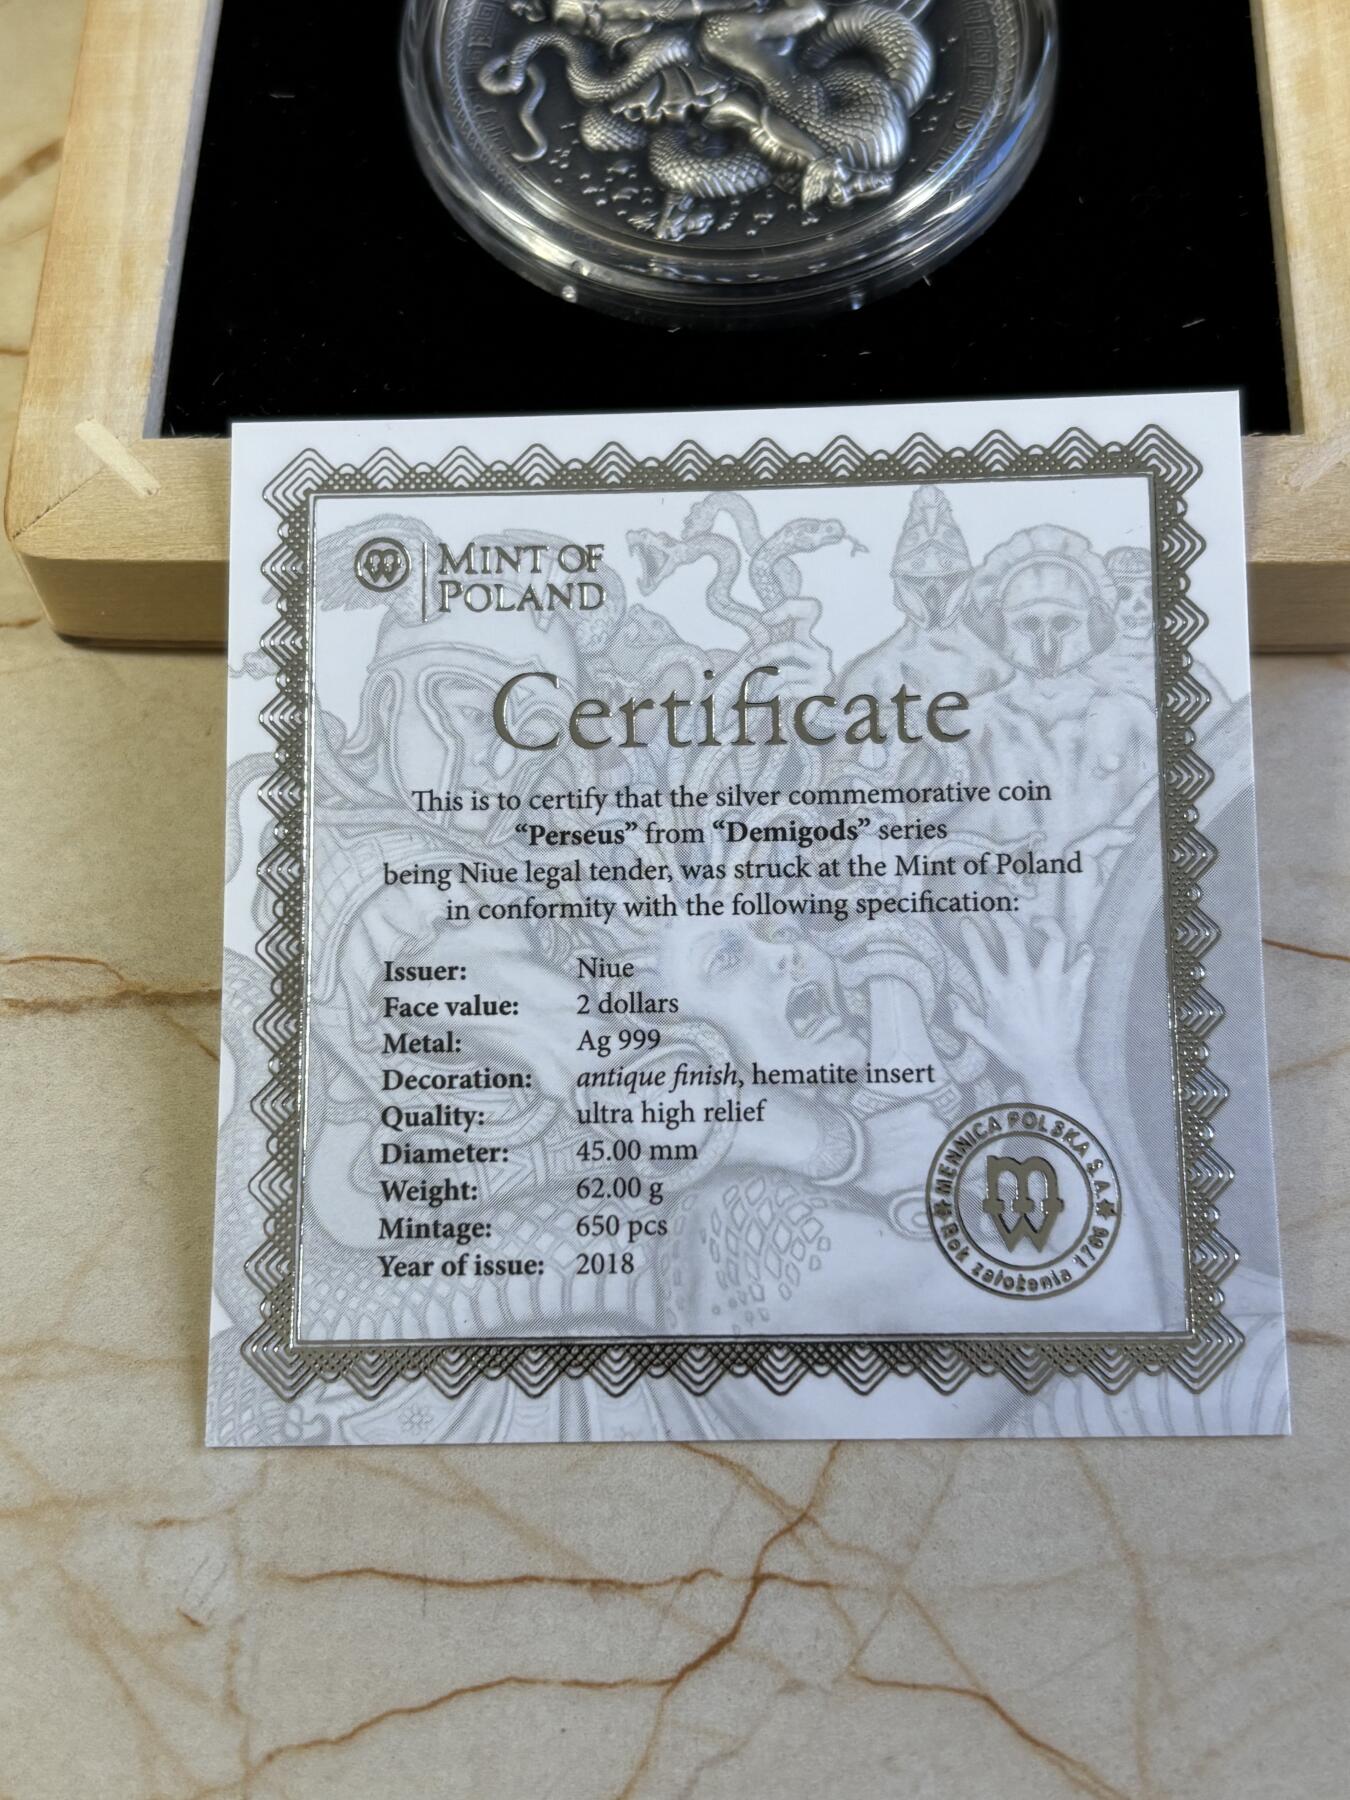 MINT OF
POLAND
Certificate
This is to certify that the silver commemorative coin
“Perseus” from “Demigods” series
being Niue legal tender, was struck at the Mint of Poland
in conformity with the following specification:
Issuer: Niue
Face value: 2 dollars
Metal: Ag 999
Decoration: antique finish, hematite insert
Quality: ultra high relief
Diameter: 45.00 mm
Weight: 62.00 g
Mintage: 650 pcs
Year of issue: 2018
MENNICA POLSKA S.A.
Rok założenia 1766